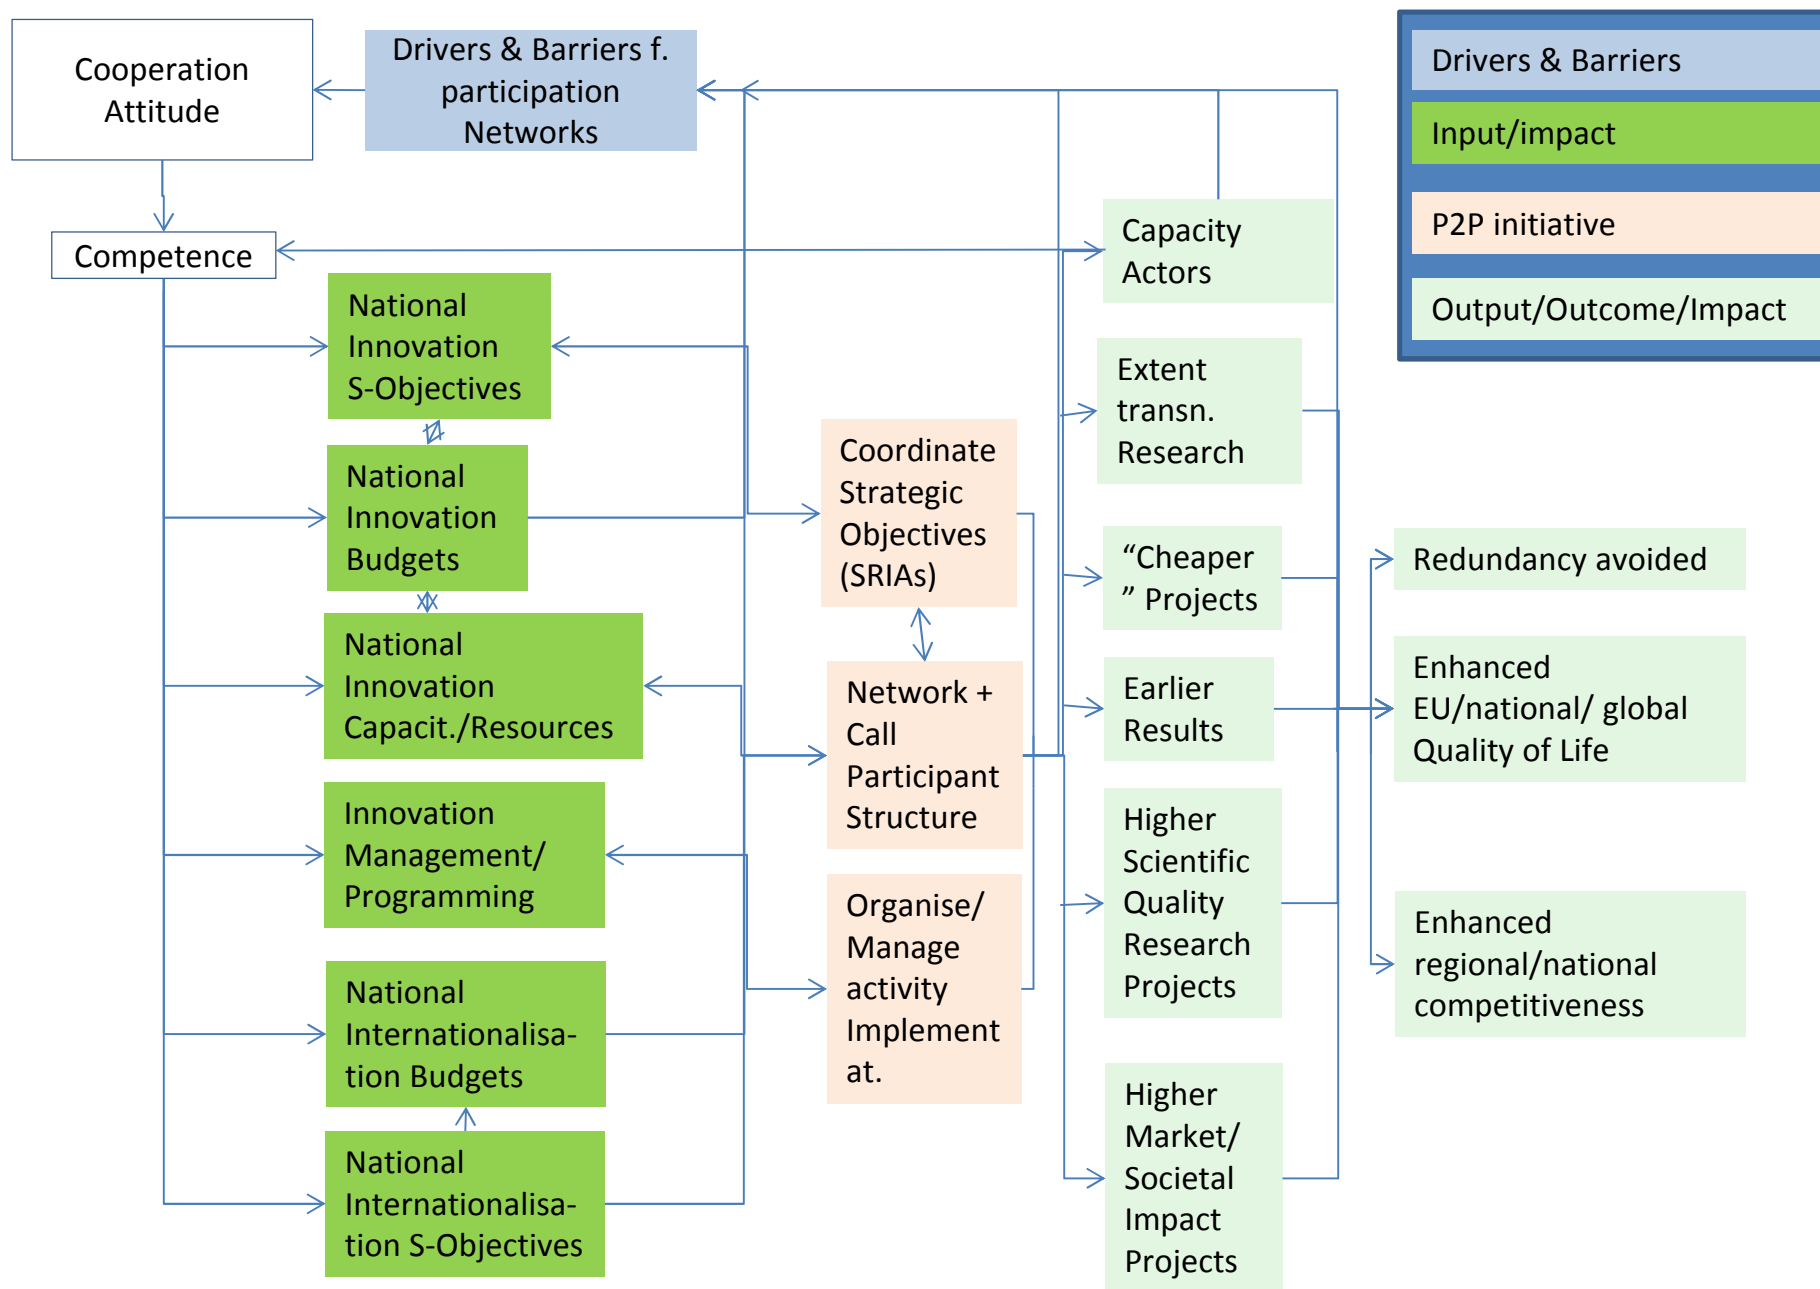 Cooperation
Attitude
Drivers & Barriers f.
participation
Networks
Drivers & Barriers
Input/impact
P2P initiative
Output/Outcome/Impact
Competence
National
Innovation
S-Objectives
National
Innovation
Budgets
National
Innovation
Capacit./Resources
Innovation
Management/
Programming
National
Internationalisa-
tion Budgets
National
Internationalisa-
tion S-Objectives
Coordinate
Strategic
Objectives
(SRIAs)
Network +
Call
Participant
Structure
Organise/
Manage
activity
Implement
at.
Capacity
Actors
Extent
transn.
Research
“Cheaper
” Projects
Earlier
Results
Higher
Scientific
Quality
Research
Projects
Higher
Market/
Societal
Impact
Projects
Redundancy avoided
Enhanced
EU/national/ global
Quality of Life
Enhanced
regional/national
competitiveness